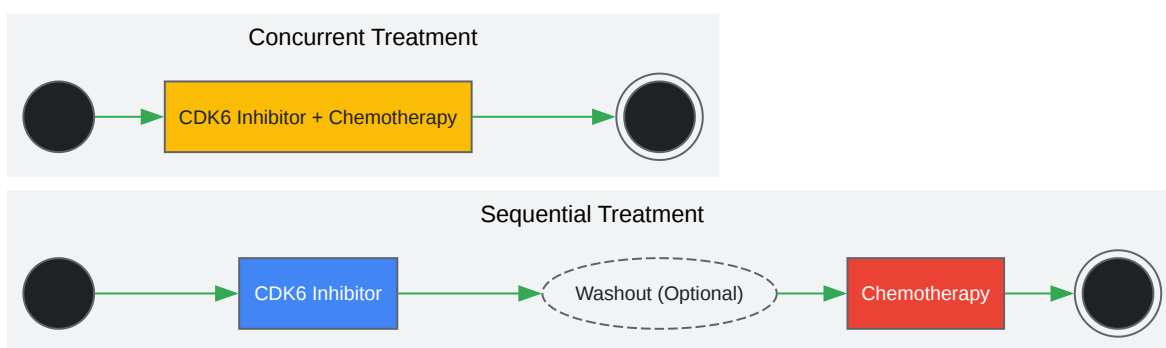 Concurrent Treatment
CDK6 Inhibitor + Chemotherapy
Sequential Treatment
CDK6 Inhibitor
Washout (Optional)
Chemotherapy